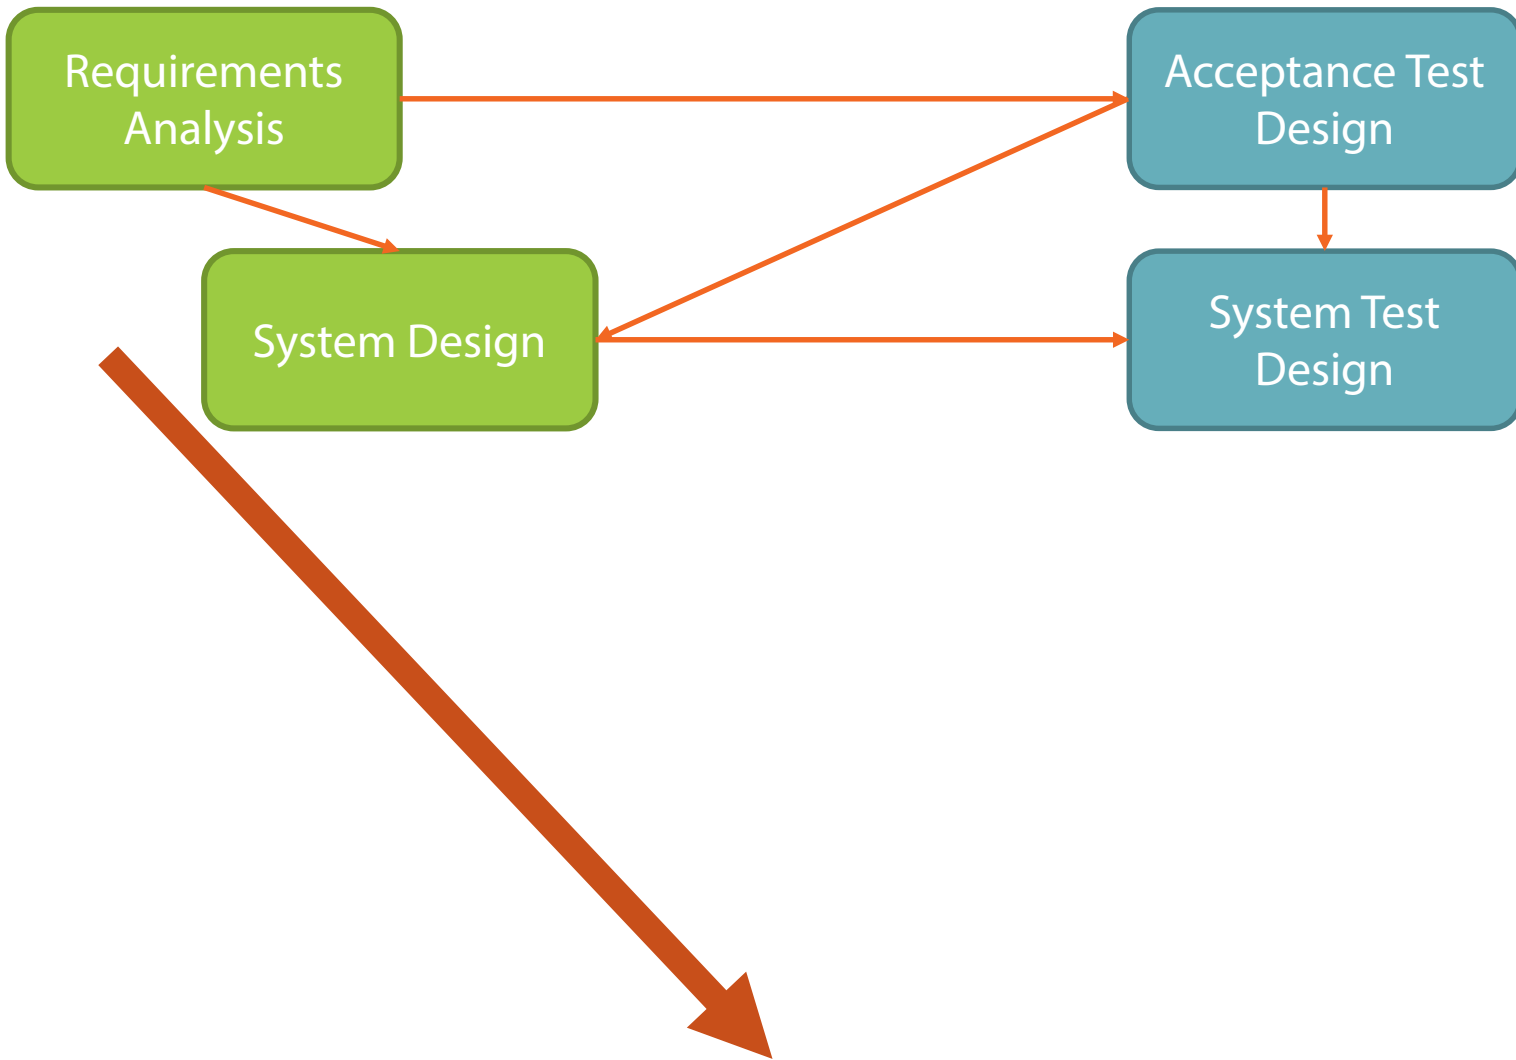 Requirements
Analysis
Acceptance Test
Design
System Design
System Test
Design